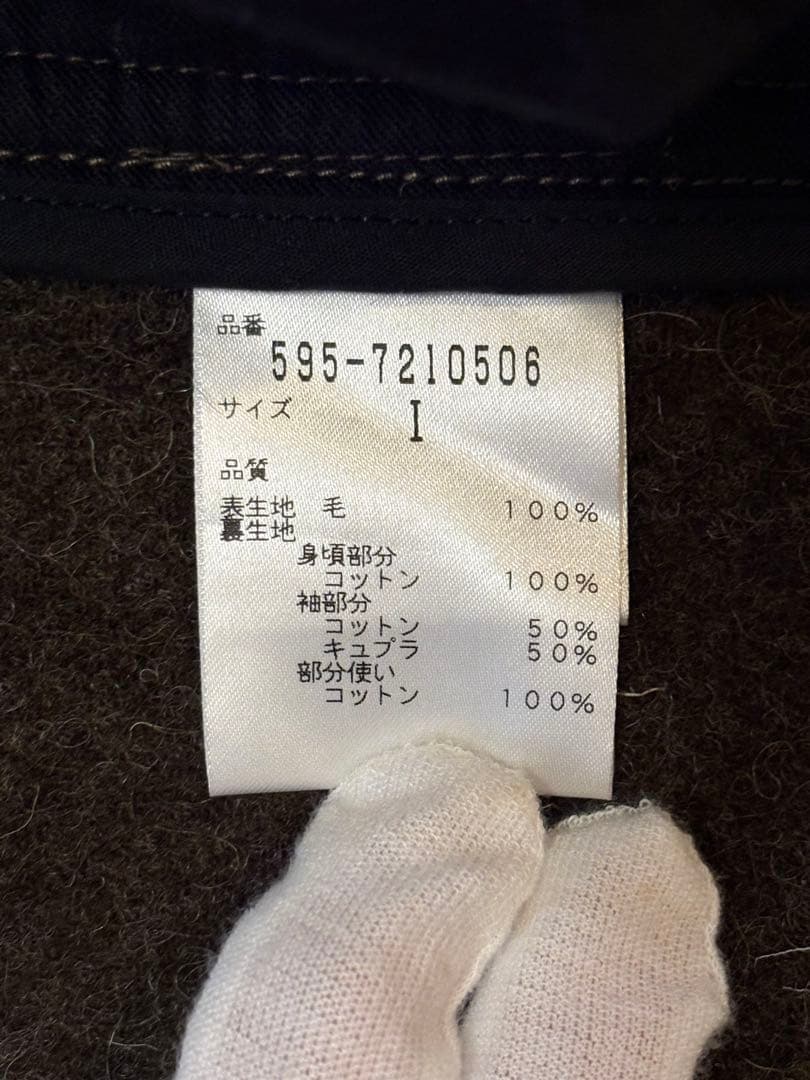 品番
595-7210506
サイズ
I
品質
表生地 毛 100%
裏生地
身頃部分
コットン 100%
袖部分
コットン 50%
キュプラ 50%
部分使い
コットン 100%